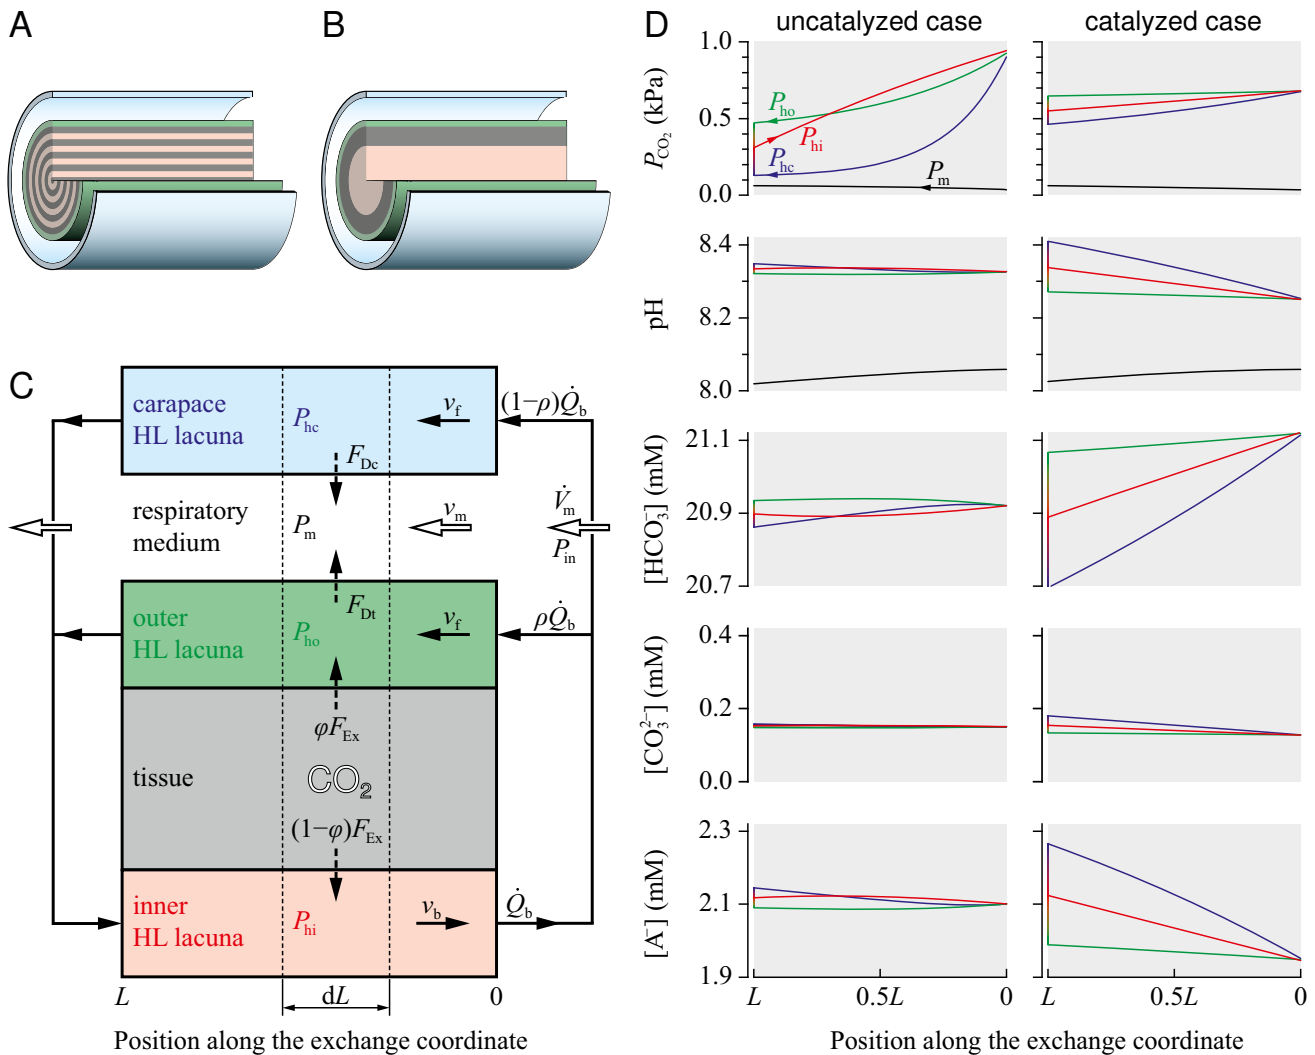 A
B
C
carapace
HL lacuna
P_hc
v_f
(1−ρ)Q̇_b
F_Dc
respiratory
medium
P_m
v_m
V̇_m
P_in
outer
HL lacuna
P_ho
F_Dt
v_f
ρQ̇_b
φF_Ex
tissue
CO₂
(1−φ)F_Ex
inner
HL lacuna
P_hi
v_b
Q̇_b
L
dL
0
Position along the exchange coordinate
D
uncatalyzed case
catalyzed case
P_CO₂ (kPa)
1.0
0.5
0.0
P_ho
P_hi
P_hc
P_m
pH
8.4
8.2
8.0
[HCO₃⁻] (mM)
21.1
20.9
20.7
[CO₃²⁻] (mM)
0.4
0.2
0.0
[A⁻] (mM)
2.3
2.1
1.9
L
0.5L
0
L
0.5L
0
Position along the exchange coordinate